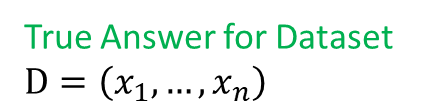 True Answer for Dataset
D = (x₁, ..., xₙ)